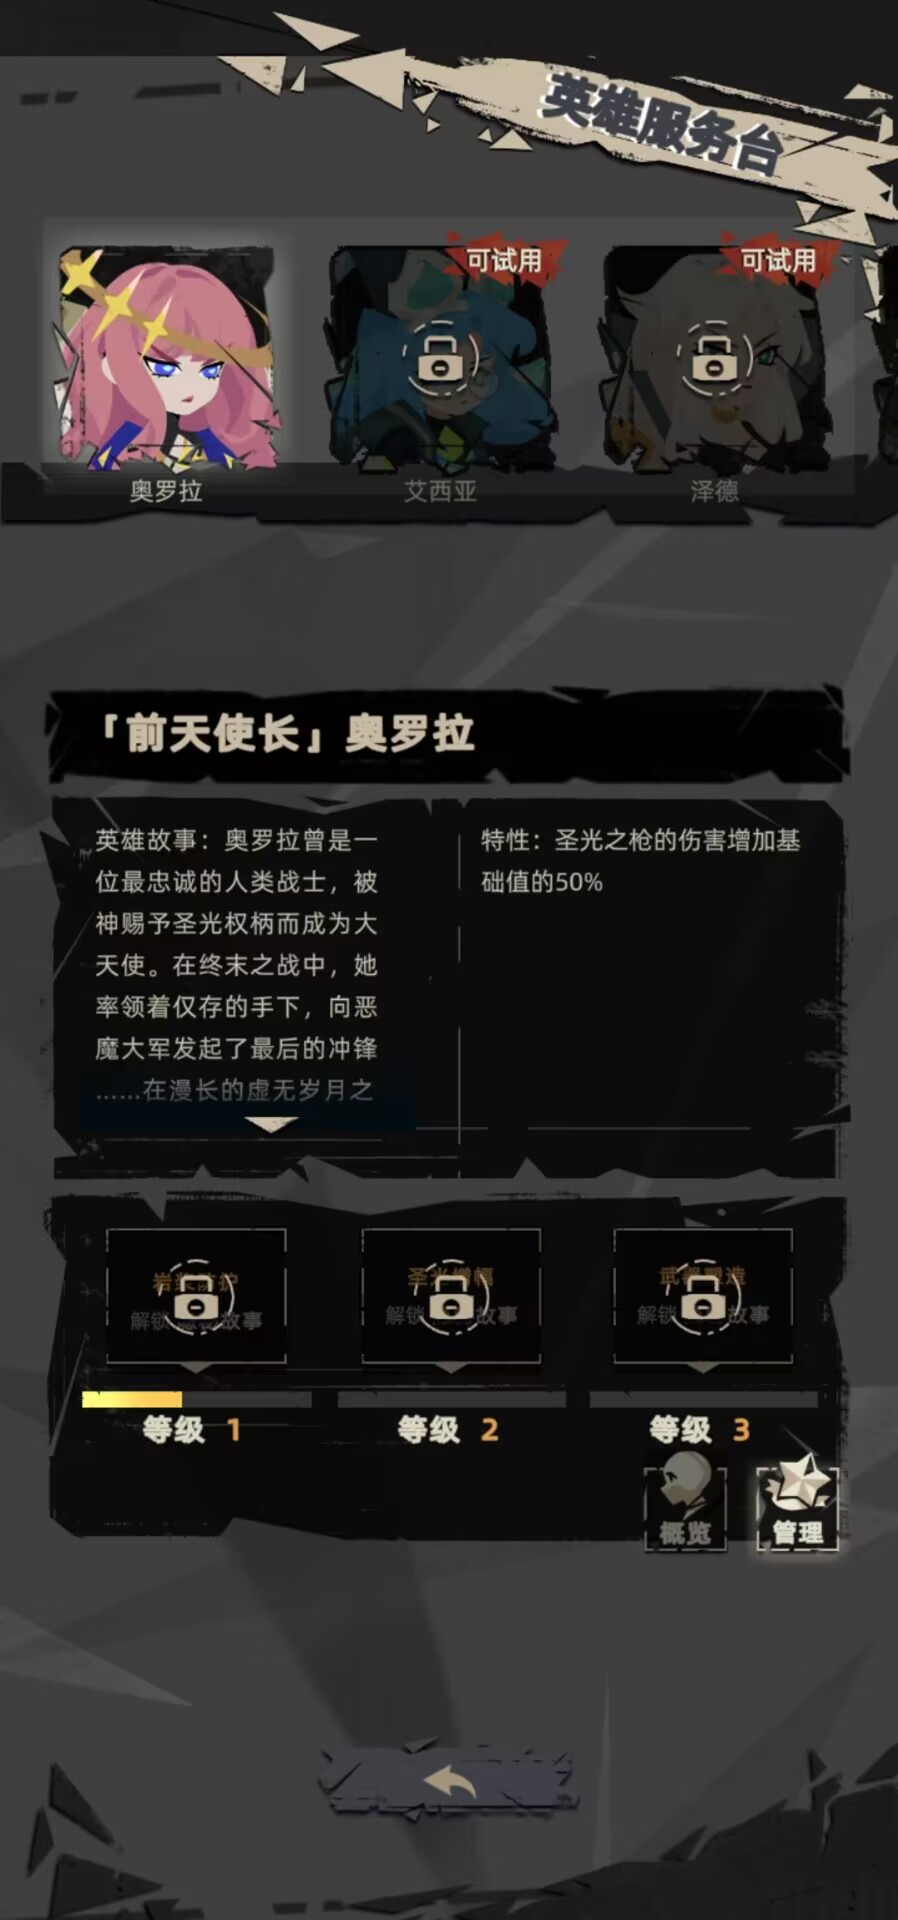 英雄服务台
可试用
可试用
奥罗拉
艾西亚
泽德
「前天使长」奥罗拉
英雄故事：奥罗拉曾是一
位最忠诚的人类战士，被
神赐予圣光权柄而成为大
天使。在终末之战中，她
率领着仅存的手下，向恶
魔大军发起了最后的冲锋
……在漫长的虚无岁月之
特性：圣光之枪的伤害增加基
础值的50%
解锁 故事
解锁 故事
解锁 故事
等级 1
等级 2
等级 3
概览
管理